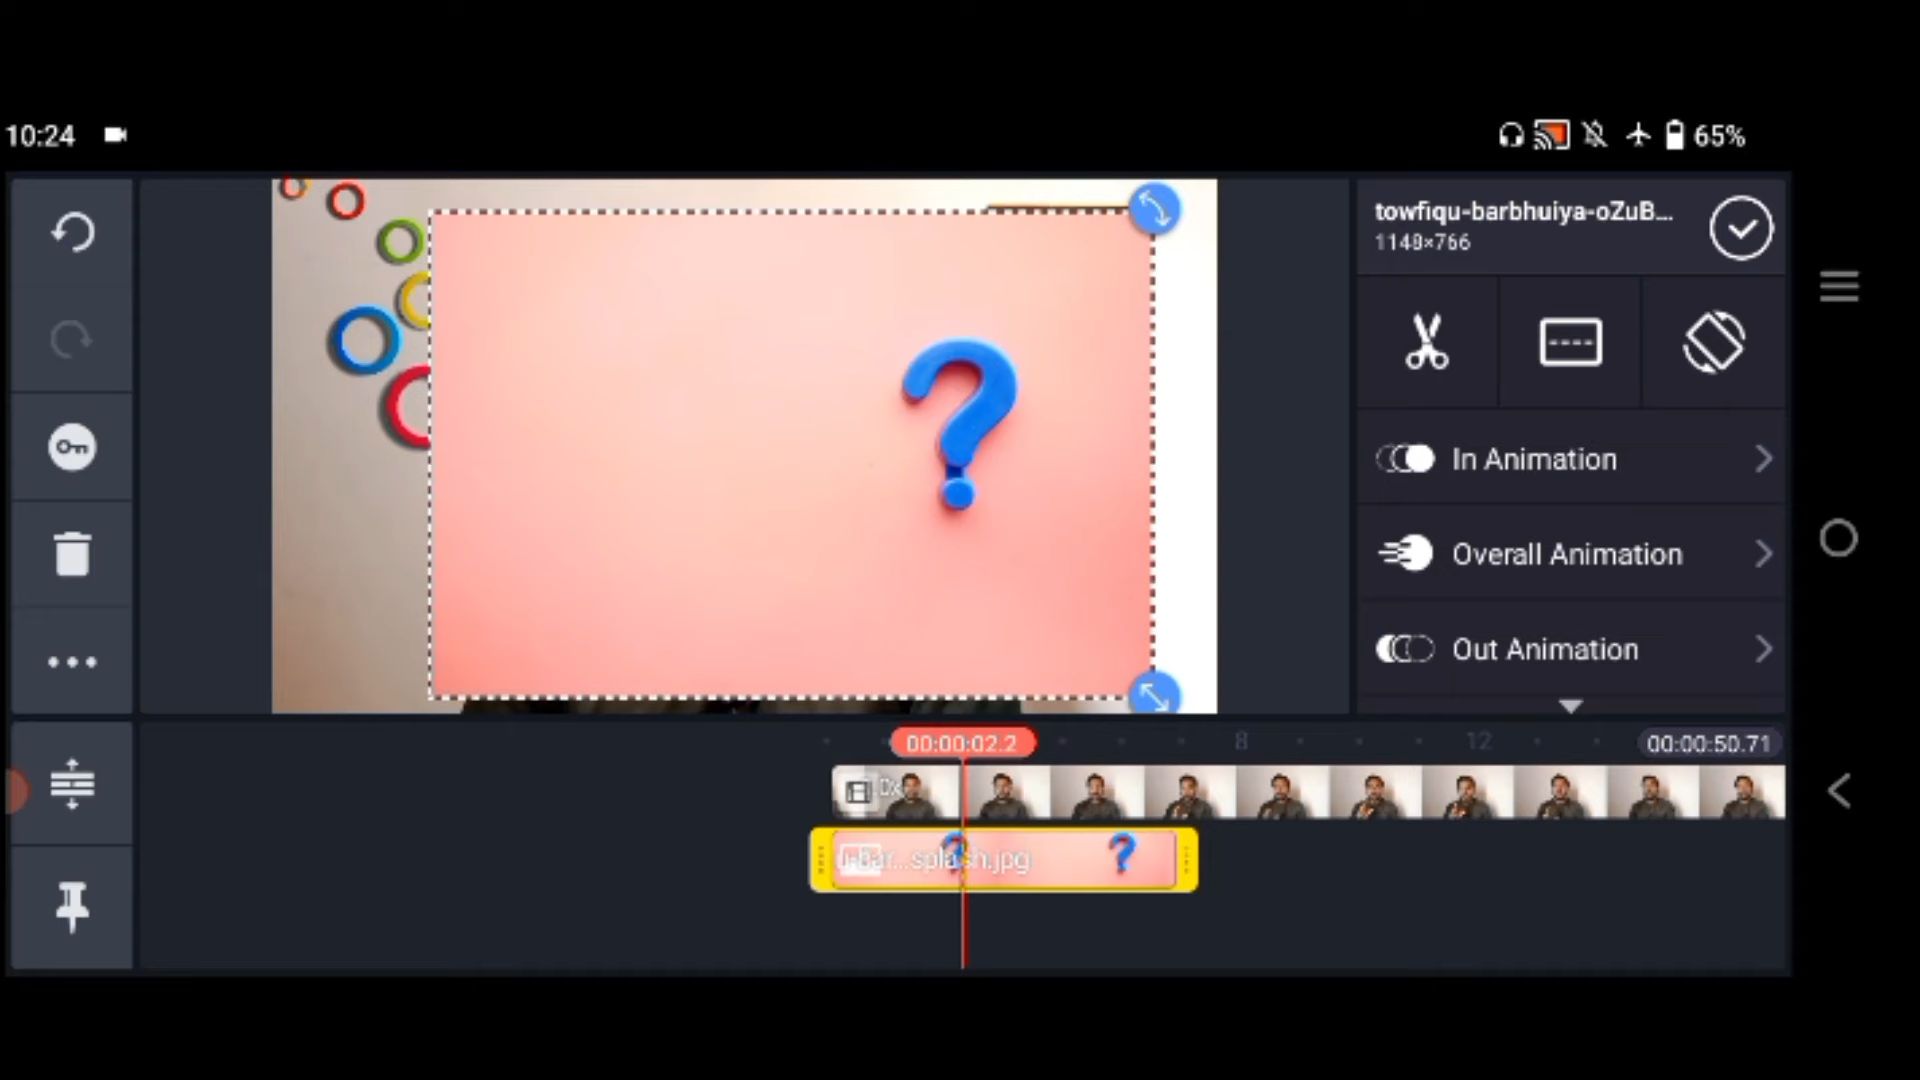 10:24
65%
towfiqu-barbhuiya-oZuB...
1148×766
In Animation
Overall Animation
Out Animation
00:00:02.2
8
12
00:00:50.71
bar...splash.jpg